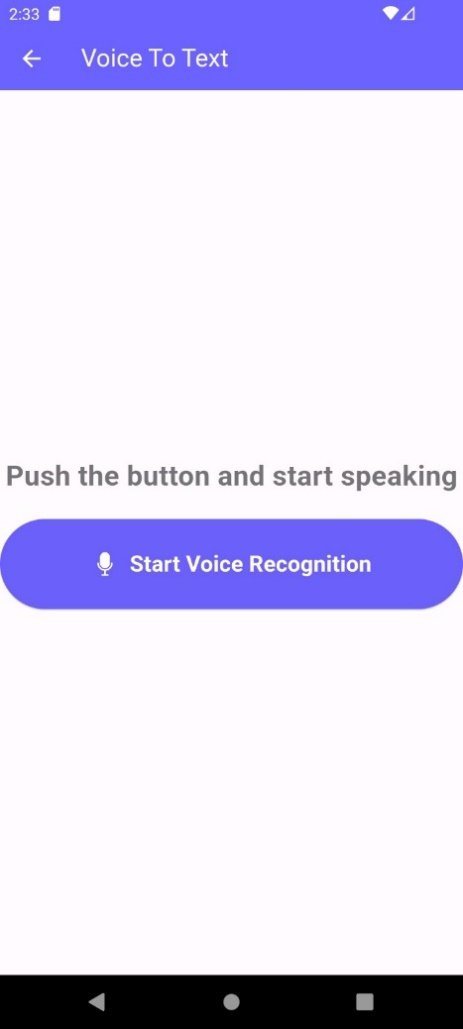 2:33
Voice To Text
Push the button and start speaking
Start Voice Recognition